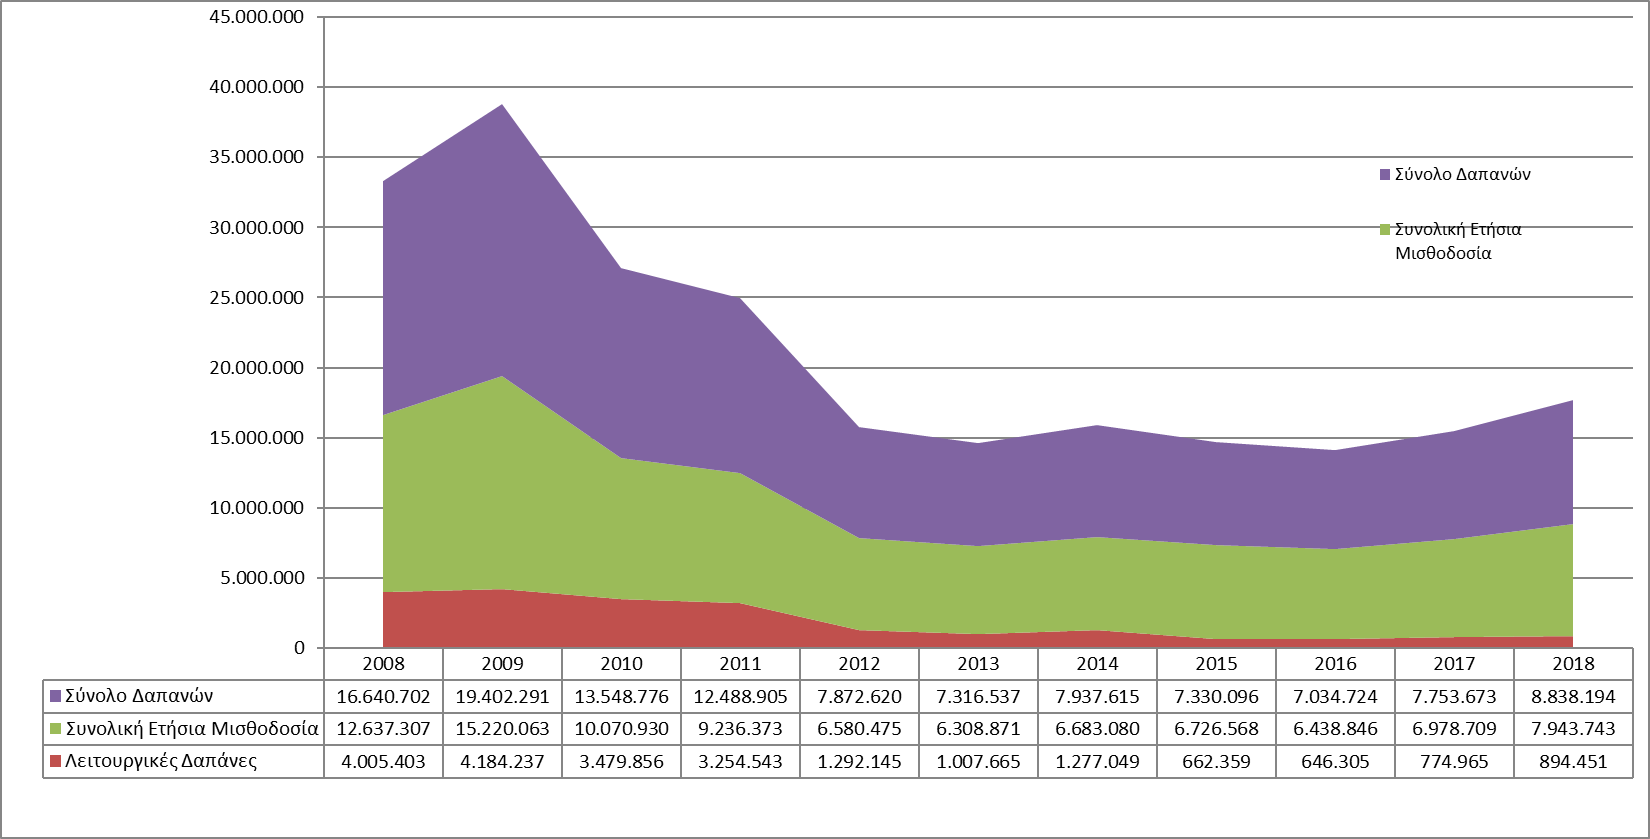 45.000.000
40.000.000
35.000.000
30.000.000
25.000.000
20.000.000
15.000.000
10.000.000
5.000.000
0
Σύνολο Δαπανών
Συνολική Ετήσια
Μισθοδοσία
2008 2009 2010 2011 2012 2013 2014 2015 2016 2017 2018
Σύνολο Δαπανών 16.640.702 19.402.291 13.548.776 12.488.905 7.872.620 7.316.537 7.937.615 7.330.096 7.034.724 7.753.673 8.838.194
Συνολική Ετήσια Μισθοδοσία 12.637.307 15.220.063 10.070.930 9.236.373 6.580.475 6.308.871 6.683.080 6.726.568 6.438.846 6.978.709 7.943.743
Λειτουργικές Δαπάνες 4.005.403 4.184.237 3.479.856 3.254.543 1.292.145 1.007.665 1.277.049 662.359 646.305 774.965 894.451